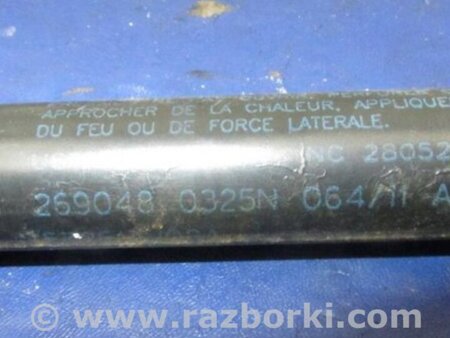 APPROCHER DE LA CHALEUR, APPLIQUE
DU FEU OU DE FORCE LATERALE.
NC 28052
269048 0325N 064/11 A
www.razborki.com